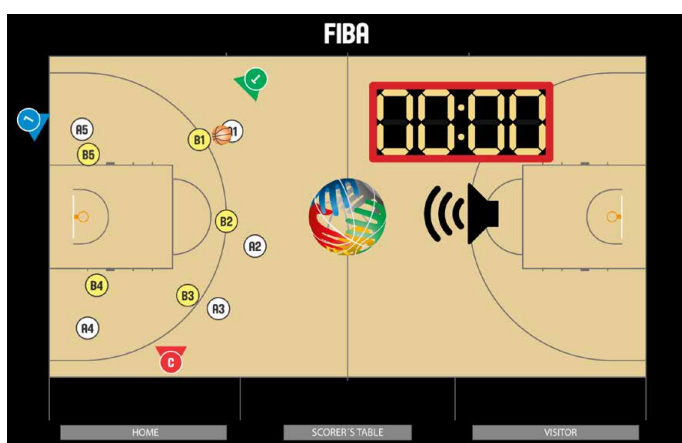 FIBA
T
00:00
L
A5
B1
A1
B5
B2
A2
B4
B3
A3
A4
C
HOME
SCORER'S TABLE
VISITOR